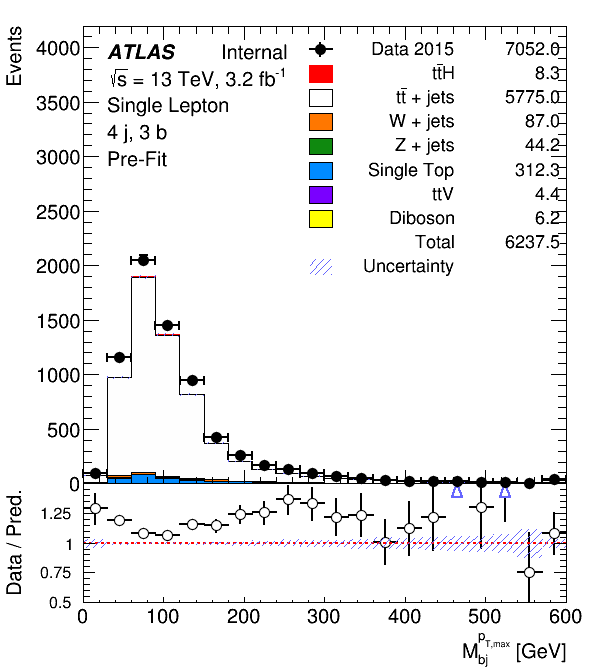 ATLAS Internal
√s = 13 TeV, 3.2 fb⁻¹
Single Lepton
4 j, 3 b
Pre-Fit
Data 2015 7052.0
tt̄H 8.3
tt̄ + jets 5775.0
W + jets 87.0
Z + jets 44.2
Single Top 312.3
ttV 4.4
Diboson 6.2
Total 6237.5
Uncertainty
Events
4000
3500
3000
2500
2000
1500
1000
500
0
Data / Pred.
1.25
1
0.75
0.5
0 100 200 300 400 500 600
M_bj^pT,max [GeV]